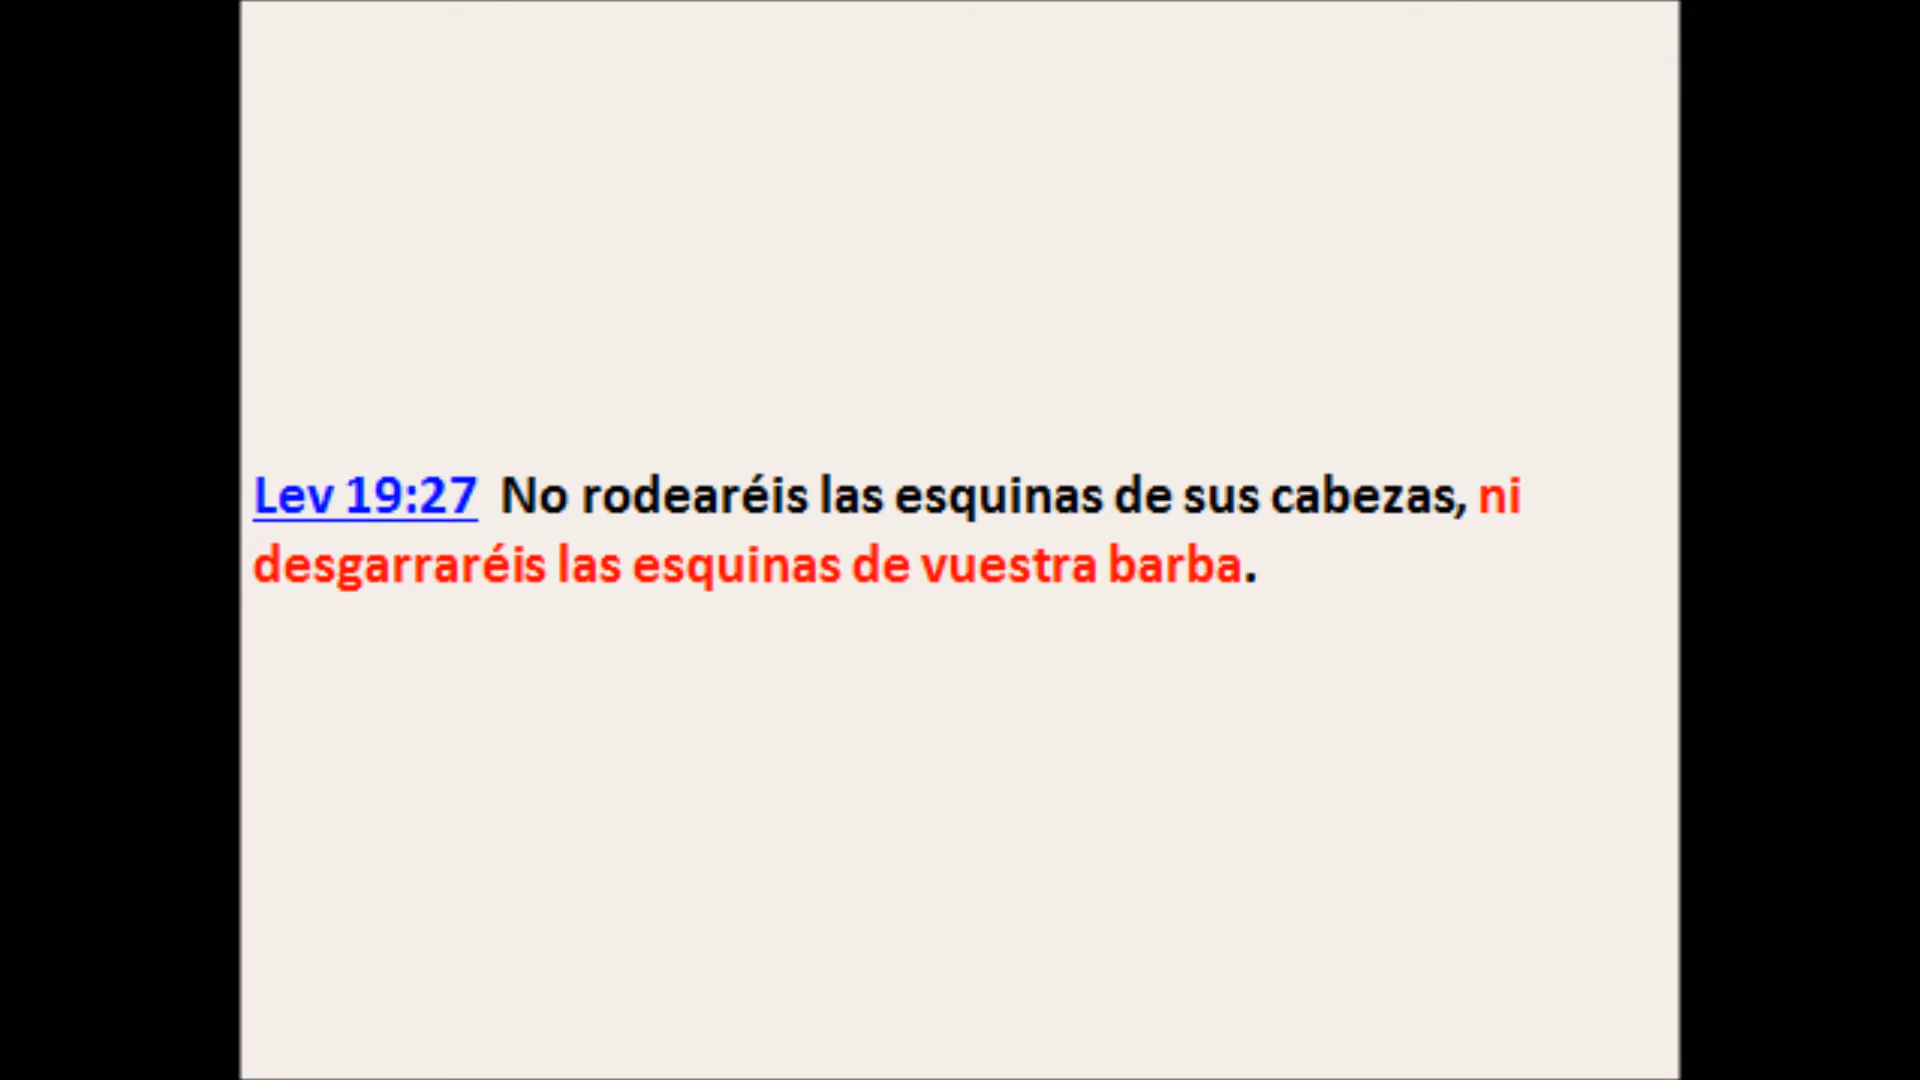 Lev 19:27 No rodearéis las esquinas de sus cabezas, ni
desgarraréis las esquinas de vuestra barba.